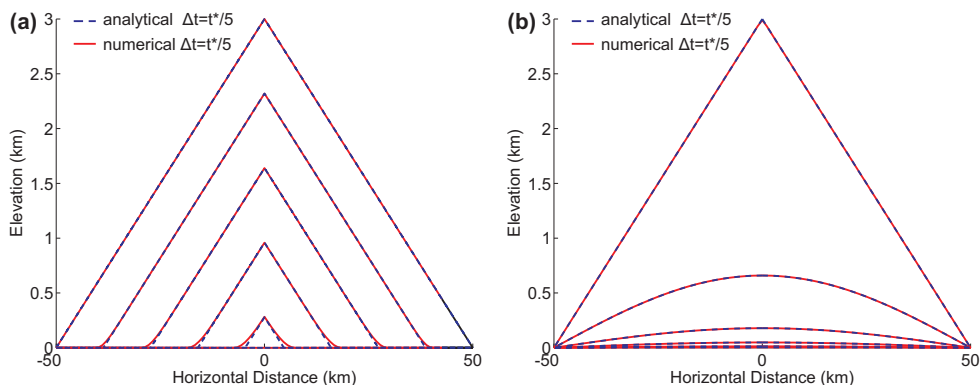 (a)
analytical Δt=t*/5
numerical Δt=t*/5
3
2.5
2
1.5
1
0.5
0
-50
0
50
Elevation (km)
Horizontal Distance (km)
(b)
analytical Δt=t*/5
numerical Δt=t*/5
3
2.5
2
1.5
1
0.5
0
-50
0
50
Elevation (km)
Horizontal Distance (km)